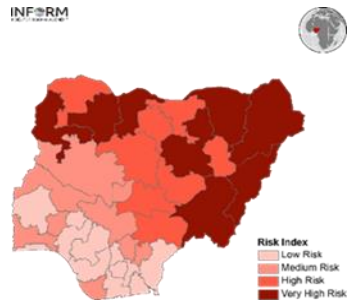 INFORM
Risk Index
Low Risk
Medium Risk
High Risk
Very High Risk